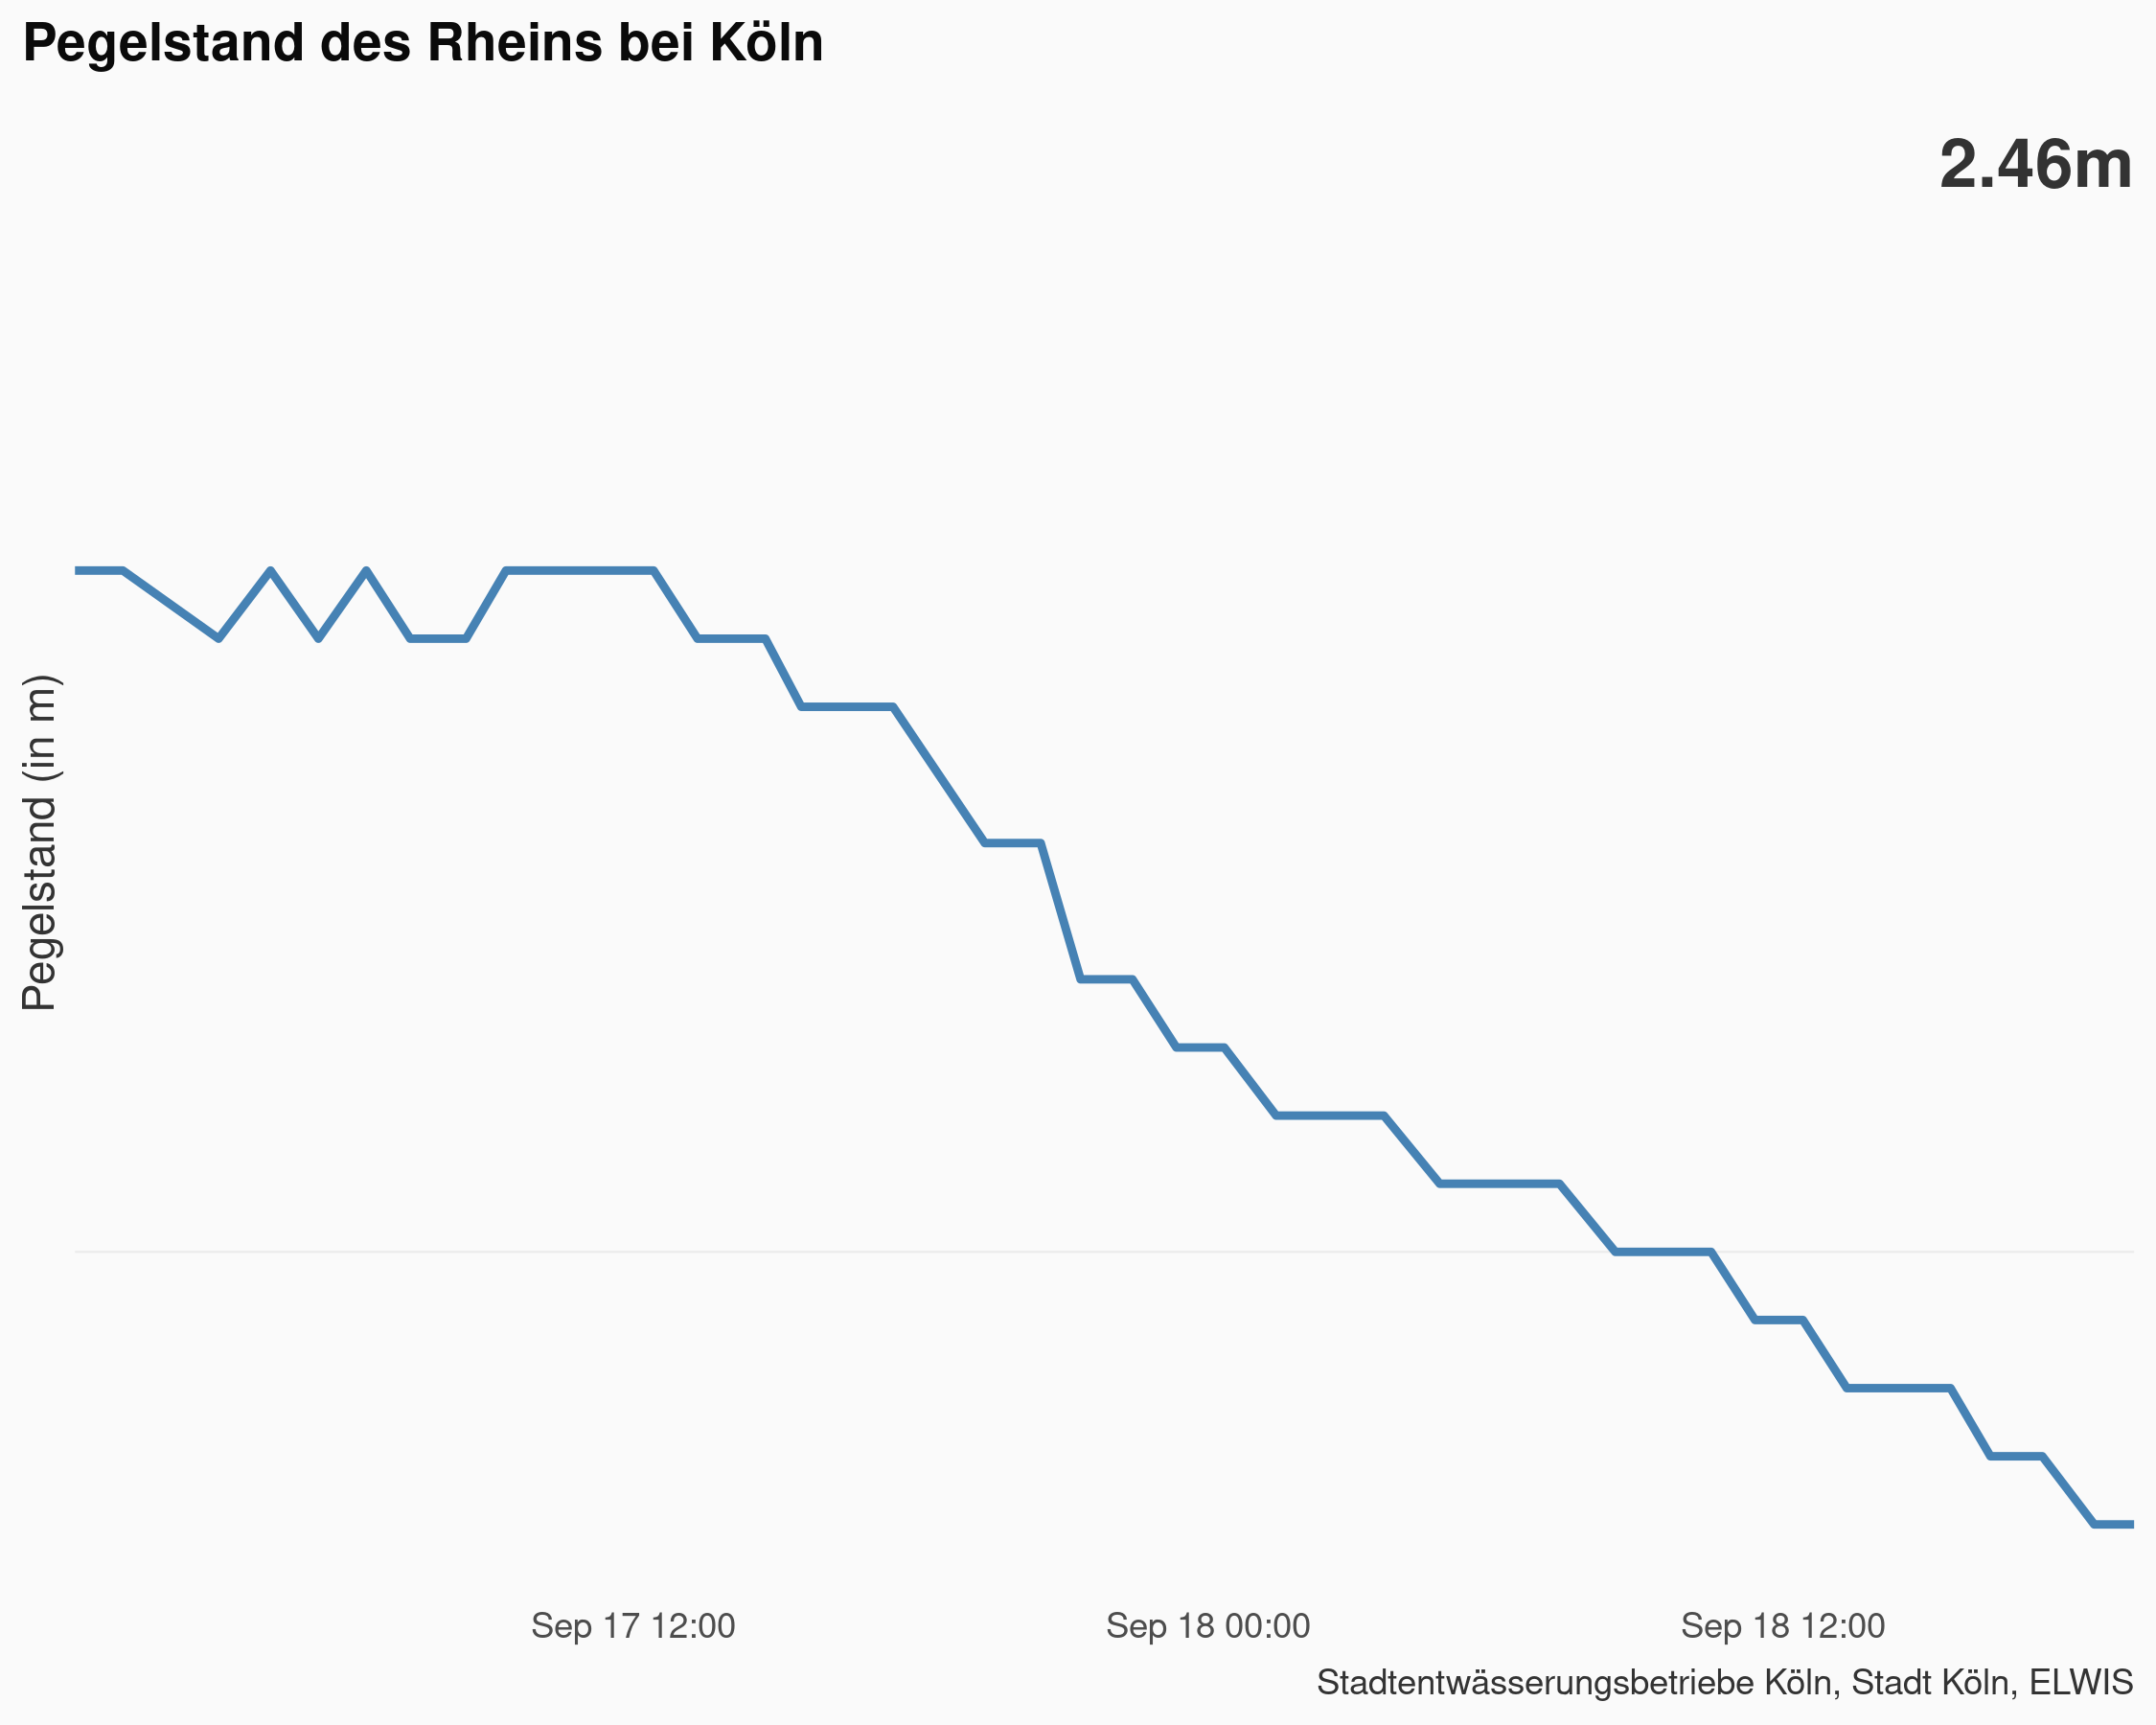 Pegelstand des Rheins bei Köln
2.46m
Pegelstand (in m)
Sep 17 12:00
Sep 18 00:00
Sep 18 12:00
Stadtentwässerungsbetriebe Köln, Stadt Köln, ELWIS